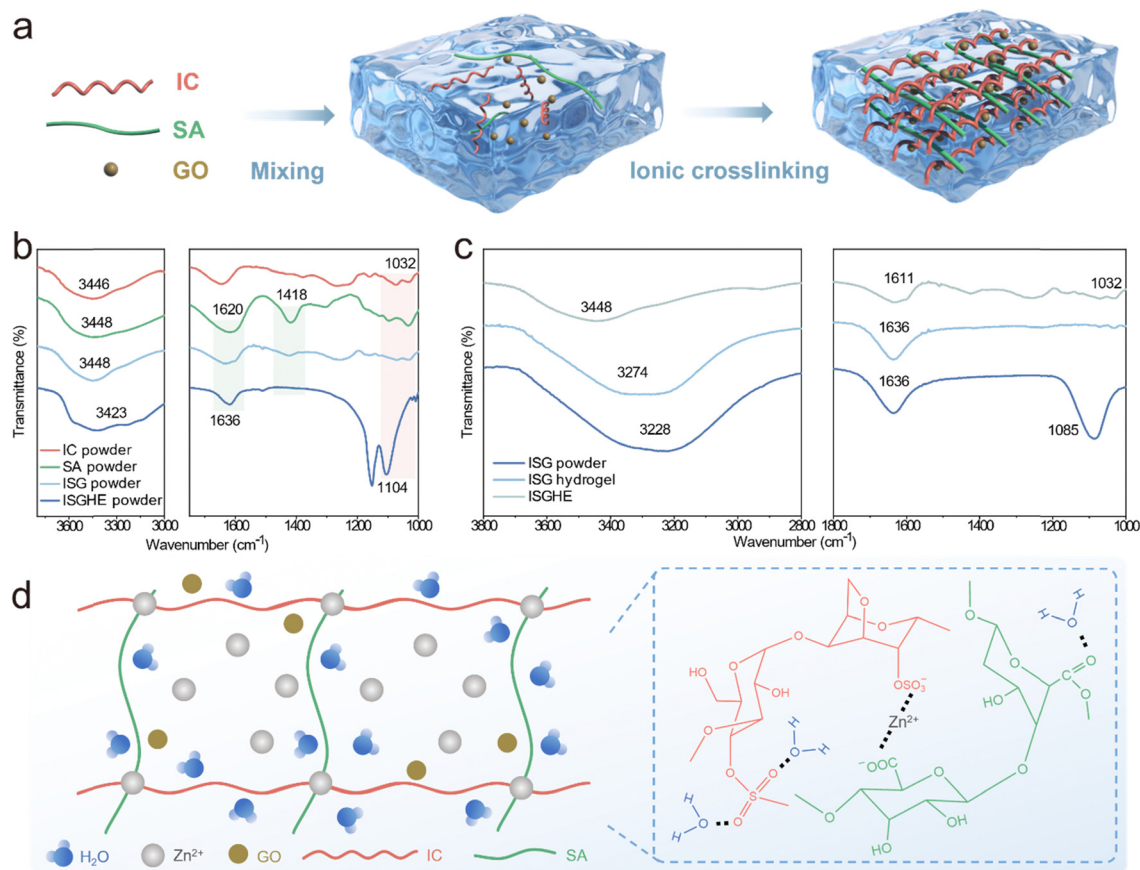 a
IC
SA
GO
Mixing
Ionic crosslinking
b
3446
3448
3448
3423
1620
1418
1032
1636
1104
IC powder
SA powder
ISG powder
ISGHE powder
Transmittance (%)
3600 3300 3000
1600 1400 1200 1000
Wavenumber (cm⁻¹)
c
3448
3274
3228
1611
1032
1636
1636
1085
ISG powder
ISG hydrogel
ISGHE
Transmittance (%)
3800 3600 3400 3200 3000 2800
1800 1600 1400 1200 1000
Wavenumber (cm⁻¹)
d
H₂O Zn²⁺ GO IC SA
O
O
O
O
HO
O
OH
O
O
O
S
O
O
H
H
O
H
H
O
OSO₃⁻
Zn²⁺
⁻OOC
O
O
HO
OH
O
O
O
HO
O
O
H
H
O